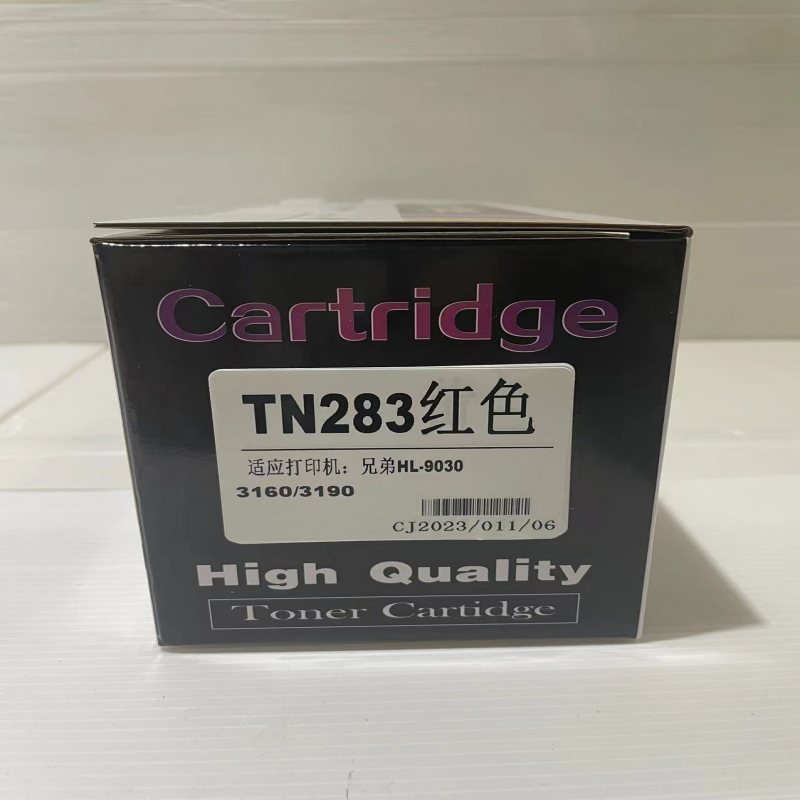 Cartridge
TN283红色
适应打印机：兄弟HL-9030
3160/3190
CJ2023/011/06
High Quality
Toner Cartidge